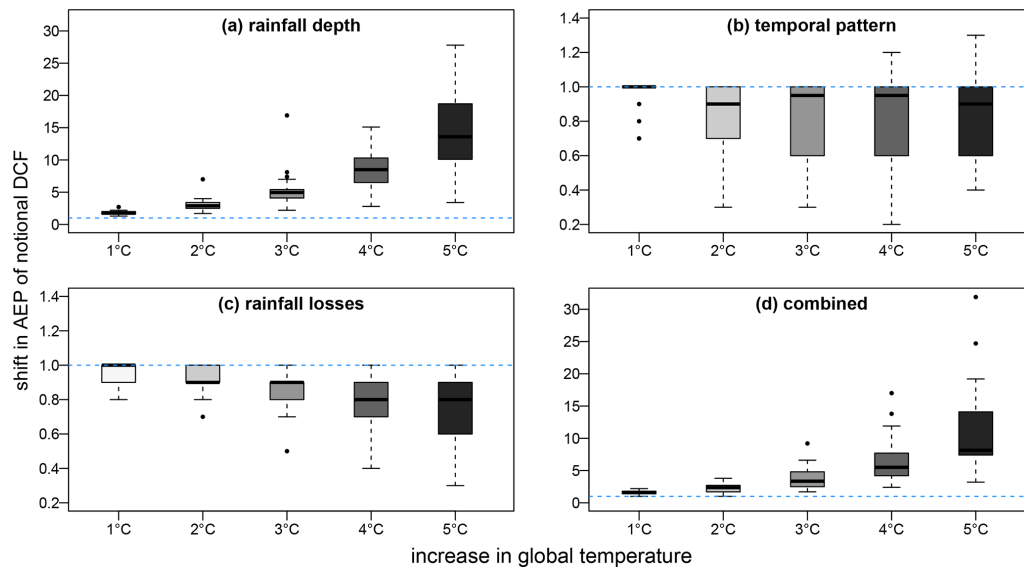 (a) rainfall depth
30
25
20
15
10
5
0
1°C 2°C 3°C 4°C 5°C
(b) temporal pattern
1.4
1.2
1.0
0.8
0.6
0.4
0.2
1°C 2°C 3°C 4°C 5°C
shift in AEP of notional DCF
(c) rainfall losses
1.4
1.2
1.0
0.8
0.6
0.4
0.2
1°C 2°C 3°C 4°C 5°C
(d) combined
30
25
20
15
10
5
0
1°C 2°C 3°C 4°C 5°C
increase in global temperature